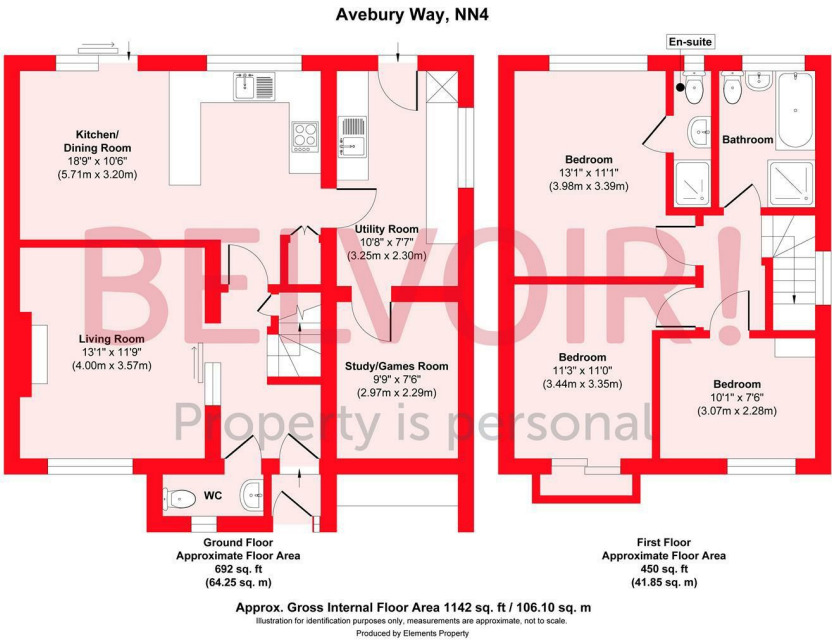 Avebury Way, NN4
En-suite
Kitchen/
Dining Room
18'9" x 10'6"
(5.71m x 3.20m)
Utility Room
10'8" x 7'7"
(3.25m x 2.30m)
Bedroom
13'1" x 11'1"
(3.98m x 3.39m)
Bathroom
BELVOIR!
Living Room
13'1" x 11'9"
(4.00m x 3.57m)
Study/Games Room
9'9" x 7'6"
(2.97m x 2.29m)
Bedroom
11'3" x 11'0"
(3.44m x 3.35m)
Bedroom
10'1" x 7'6"
(3.07m x 2.28m)
Property is personal
WC
Ground Floor
Approximate Floor Area
692 sq. ft
(64.25 sq. m)
First Floor
Approximate Floor Area
450 sq. ft
(41.85 sq. m)
Approx. Gross Internal Floor Area 1142 sq. ft / 106.10 sq. m
Illustration for identification purposes only, measurements are approximate, not to scale.
Produced by Elements Property